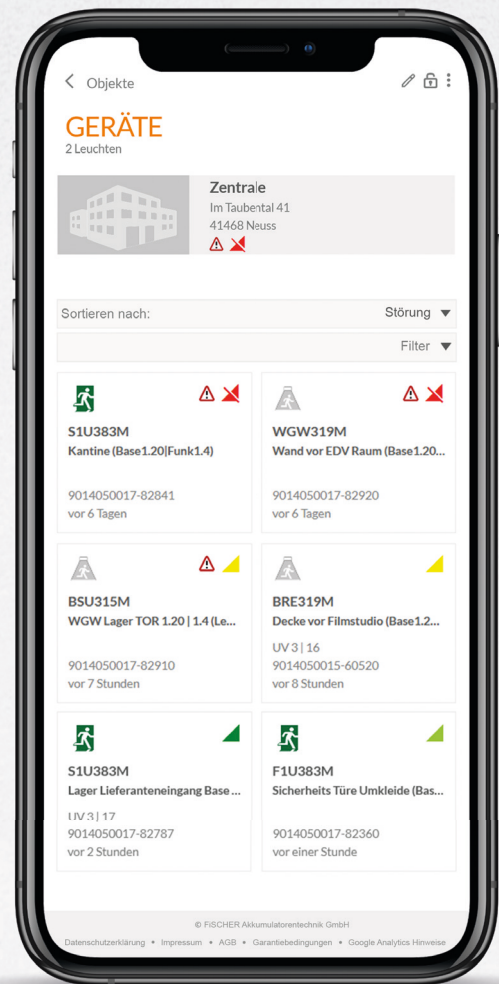 Objekte
GERÄTE
2 Leuchten
Zentrale
Im Taubental 41
41468 Neuss
Sortieren nach:
Störung
Filter
S1U383M
Kantine (Base1.20|Funk1.4)
9014050017-82841
vor 6 Tagen
WGW319M
Wand vor EDV Raum (Base1.20...
9014050017-82920
vor 6 Tagen
BSU315M
WGW Lager TOR 1.20 | 1.4 (Le...
9014050017-82910
vor 7 Stunden
BRE319M
Decke vor Filmstudio (Base1.2...
UV 3 | 16
9014050015-60520
vor 8 Stunden
S1U383M
Lager Lieferanteneingang Base ...
UV 3 | 17
9014050017-82787
vor 2 Stunden
F1U383M
Sicherheits Türe Umkleide (Bas...
9014050017-82360
vor einer Stunde
© FiSCHER Akkumulatorentechnik GmbH
Datenschutzerklärung • Impressum • AGB • Garantiebedingungen • Google Analytics Hinweise